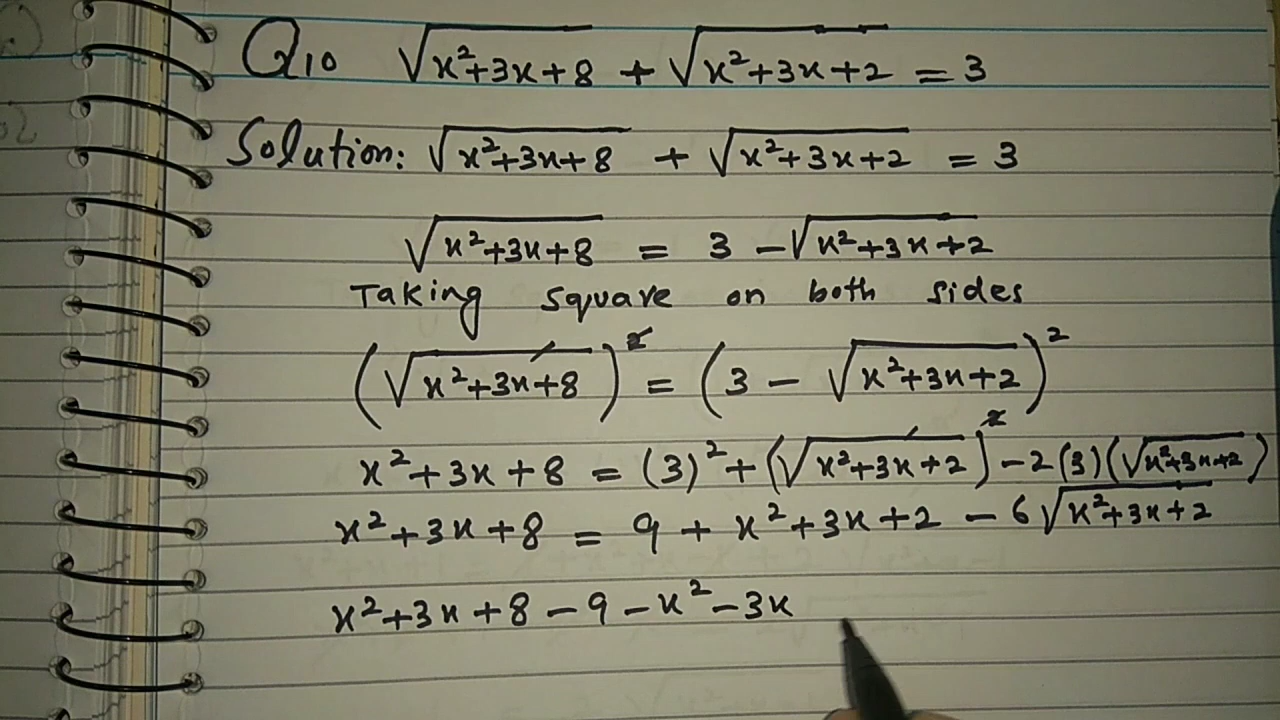 Q10 √(x²+3x+8) + √(x²+3x+2) = 3
Solution: √(x²+3x+8) + √(x²+3x+2) = 3
√(x²+3x+8) = 3 - √(x²+3x+2)
Taking square on both sides
(√(x²+3x+8))² = (3 - √(x²+3x+2))²
x²+3x+8 = (3)² + (√(x²+3x+2))² - 2(3)(√(x²+3x+2))
x²+3x+8 = 9 + x²+3x+2 - 6√(x²+3x+2)
x²+3x+8-9-x²-3x